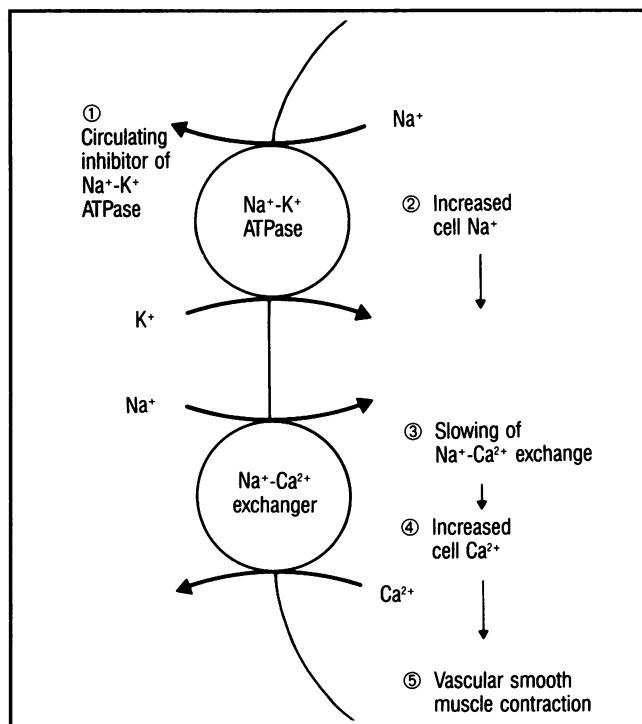 ①
Circulating
inhibitor of
Na⁺-K⁺
ATPase
Na⁺
Na⁺-K⁺
ATPase
② Increased
cell Na⁺
K⁺
Na⁺
Na⁺-Ca²⁺
exchanger
③ Slowing of
Na⁺-Ca²⁺ exchange
④ Increased
cell Ca²⁺
Ca²⁺
⑤ Vascular smooth
muscle contraction